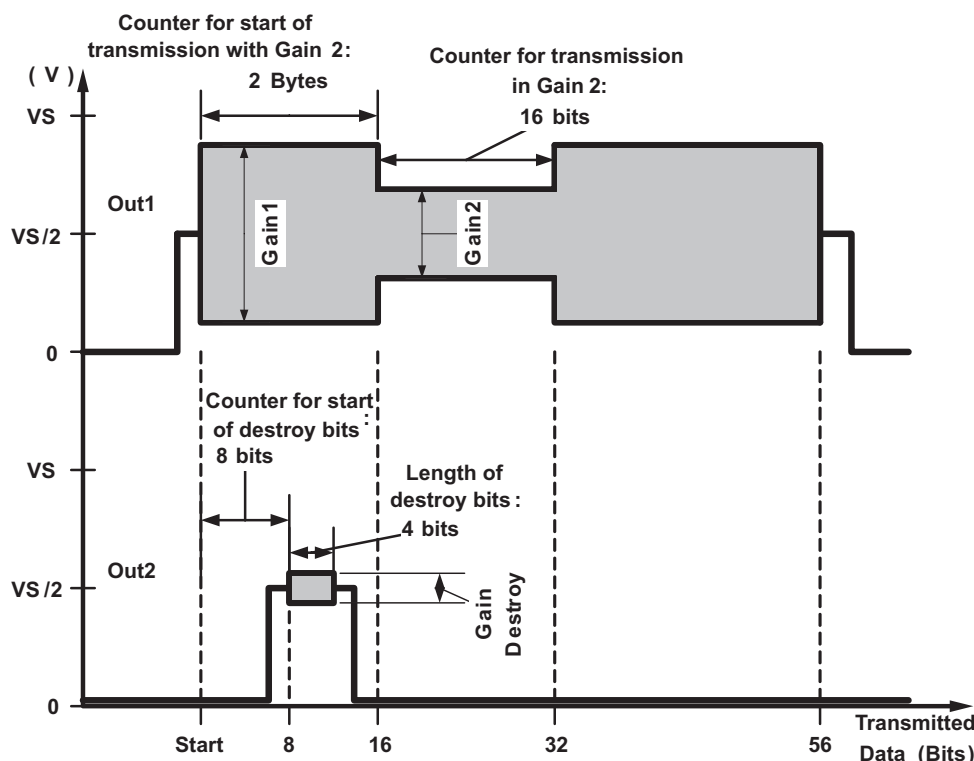 Counter for start of
transmission with Gain 2:
2 Bytes
Counter for transmission
in Gain 2:
16 bits
(V)
VS
Out1
VS/2
Gain1
Gain2
0
Counter for start
of destroy bits:
8 bits
VS
Length of
destroy bits:
4 bits
Out2
VS/2
Gain
Destroy
0
Start
8
16
32
56
Transmitted
Data (Bits)